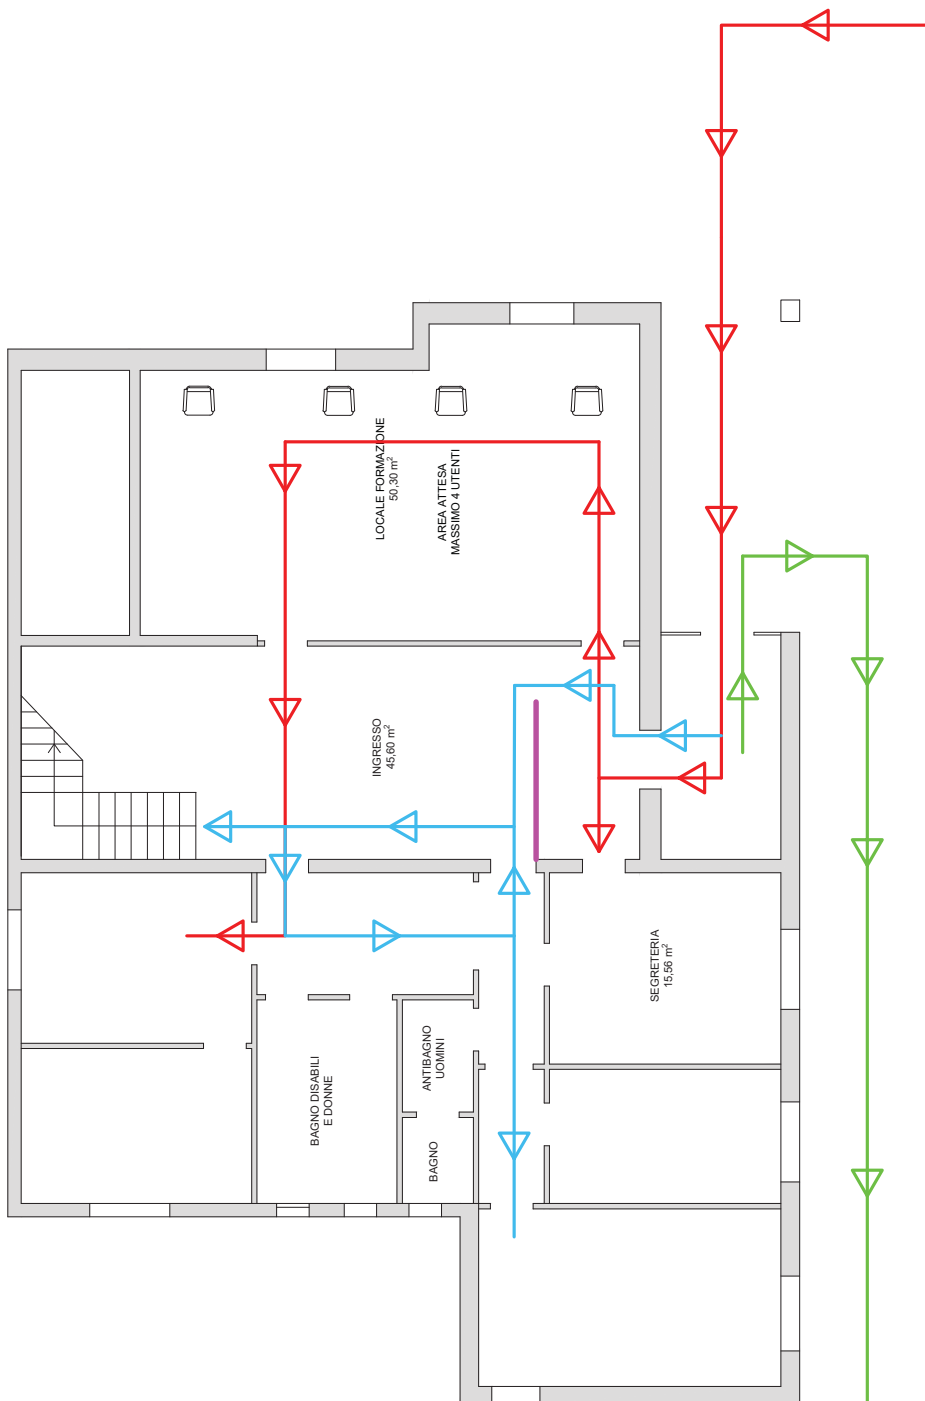 LOCALE FORMAZIONE
50,30 m²
AREA ATTESA
MASSIMO 4 UTENTI
INGRESSO
45,60 m²
SEGRETERIA
15,56 m²
ANTIBAGNO
UOMINI
BAGNO DISABILI
E DONNE
BAGNO